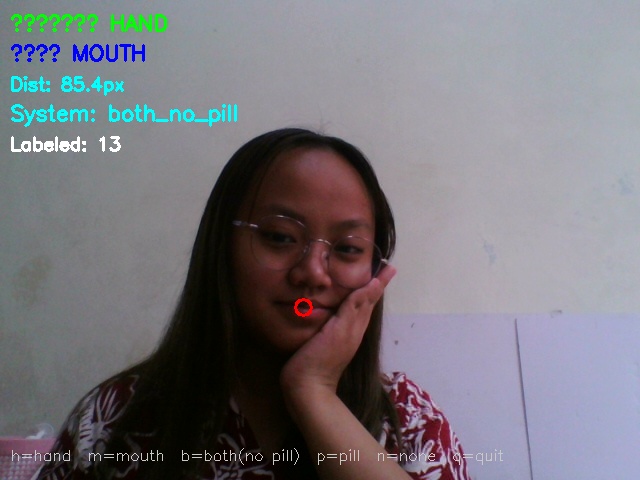 ??????? HAND
???? MOUTH
Dist: 85.4px
System: both_no_pill
Labeled: 13
h=hand m=mouth b=both(no pill) p=pill n=none q=quit